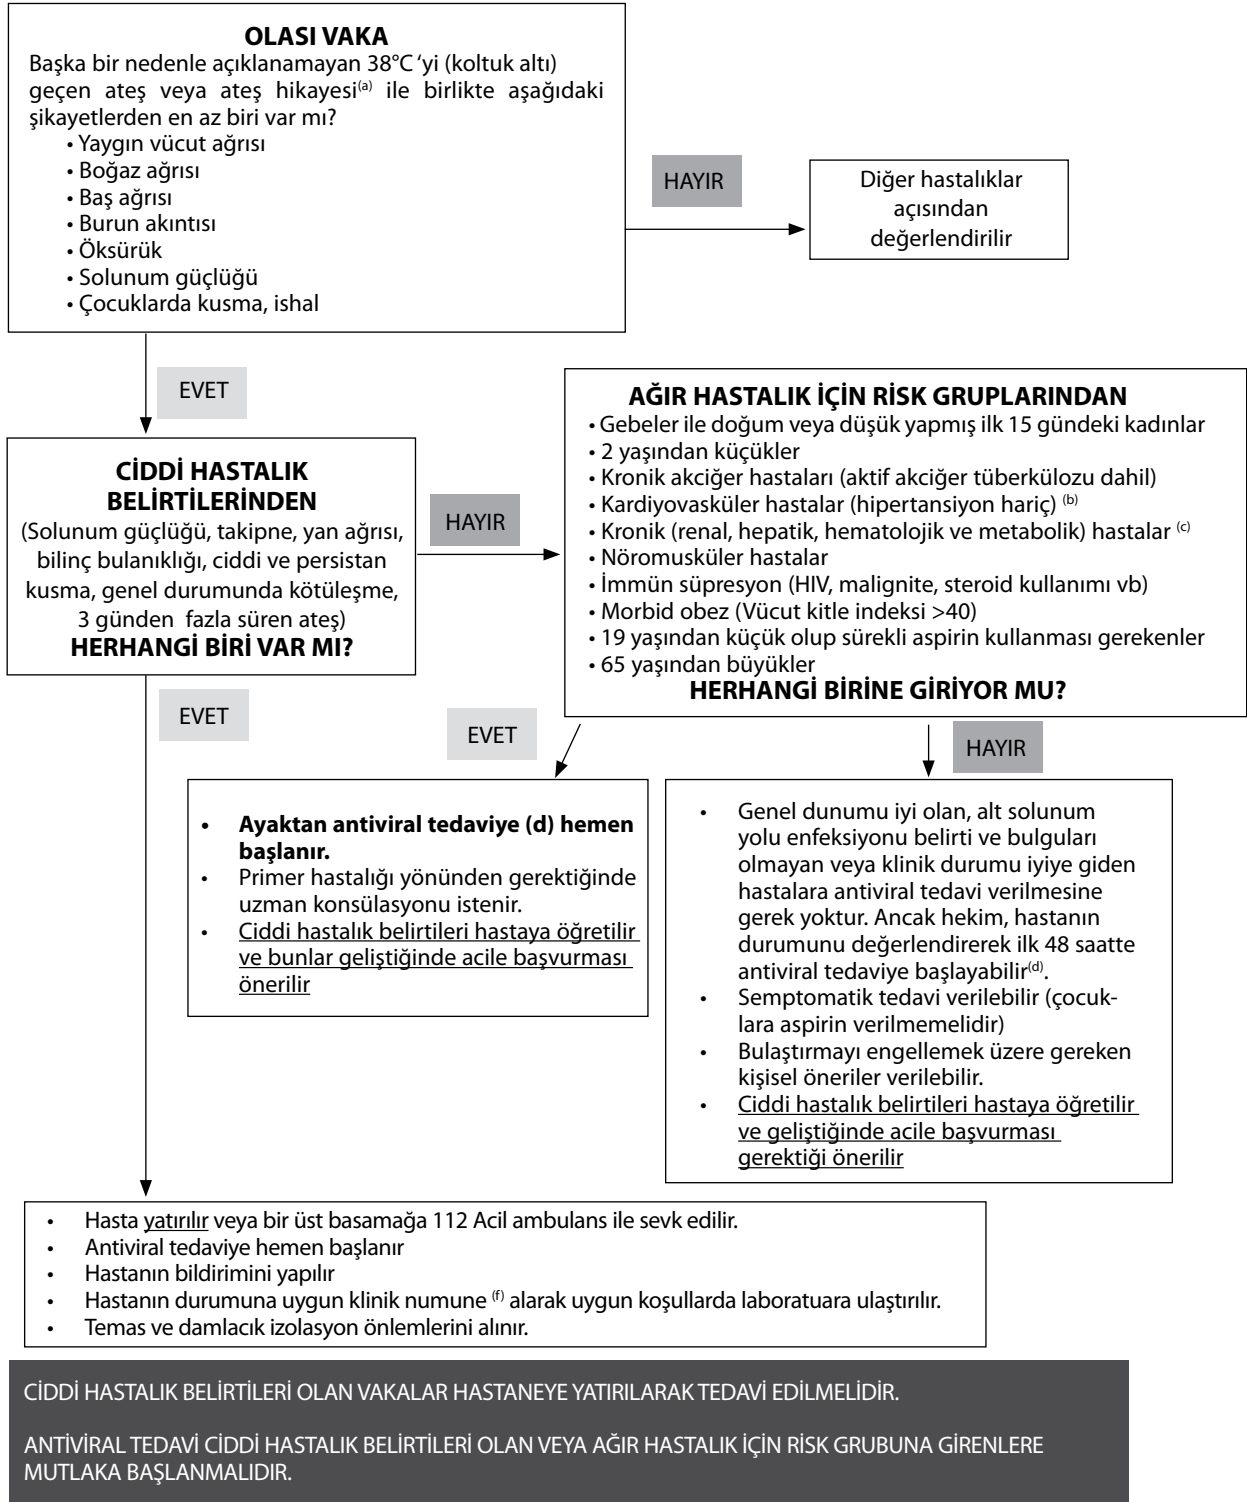 OLASI VAKA
Başka bir nedenle açıklanamayan 38°C ‘yi (koltuk altı)
geçen ateş veya ateş hikayesi(a) ile birlikte aşağıdaki
şikayetlerden en az biri var mı?
• Yaygın vücut ağrısı
• Boğaz ağrısı
• Baş ağrısı
• Burun akıntısı
• Öksürük
• Solunum güçlüğü
• Çocuklarda kusma, ishal
HAYIR
Diğer hastalıklar
açısından
değerlendirilir
EVET
CİDDİ HASTALIK
BELİRTİLERİNDEN
(Solunum güçlüğü, takipne, yan ağrısı,
bilinç bulanıklığı, ciddi ve persistan
kusma, genel durumunda kötüleşme,
3 günden fazla süren ateş)
HERHANGİ BİRİ VAR MI?
HAYIR
AĞIR HASTALIK İÇİN RİSK GRUPLARINDAN
• Gebeler ile doğum veya düşük yapmış ilk 15 gündeki kadınlar
• 2 yaşından küçükler
• Kronik akciğer hastaları (aktif akciğer tüberkülozu dahil)
• Kardiyovasküler hastalar (hipertansiyon hariç) (b)
• Kronik (renal, hepatik, hematolojik ve metabolik) hastalar (c)
• Nöromusküler hastalar
• İmmün süpresyon (HIV, malignite, steroid kullanımı vb)
• Morbid obez (Vücut kitle indeksi >40)
• 19 yaşından küçük olup sürekli aspirin kullanması gerekenler
• 65 yaşından büyükler
HERHANGİ BİRİNE GİRİYOR MU?
EVET
EVET
HAYIR
• Ayaktan antiviral tedaviye (d) hemen
başlanır.
• Primer hastalığı yönünden gerektiğinde
uzman konsülasyonu istenir.
• Ciddi hastalık belirtileri hastaya öğretilir
ve bunlar geliştiğinde acile başvurması
önerilir
• Genel dunumu iyi olan, alt solunum
yolu enfeksiyonu belirti ve bulguları
olmayan veya klinik durumu iyiye giden
hastalara antiviral tedavi verilmesine
gerek yoktur. Ancak hekim, hastanın
durumunu değerlendirerek ilk 48 saatte
antiviral tedaviye başlayabilir(d).
• Semptomatik tedavi verilebilir (çocuk-
lara aspirin verilmemelidir)
• Bulaştırmayı engellemek üzere gereken
kişisel öneriler verilebilir.
• Ciddi hastalık belirtileri hastaya öğretilir
ve geliştiğinde acile başvurması
gerektiği önerilir
• Hasta yatırılır veya bir üst basamağa 112 Acil ambulans ile sevk edilir.
• Antiviral tedaviye hemen başlanır
• Hastanın bildirimini yapılır
• Hastanın durumuna uygun klinik numune (f) alarak uygun koşullarda laboratuara ulaştırılır.
• Temas ve damlacık izolasyon önlemlerini alınır.
CİDDİ HASTALIK BELİRTİLERİ OLAN VAKALAR HASTANEYE YATIRILARAK TEDAVİ EDİLMELİDİR.
ANTİVİRAL TEDAVİ CİDDİ HASTALIK BELİRTİLERİ OLAN VEYA AĞIR HASTALIK İÇİN RİSK GRUBUNA GİRENLERE
MUTLAKA BAŞLANMALIDIR.